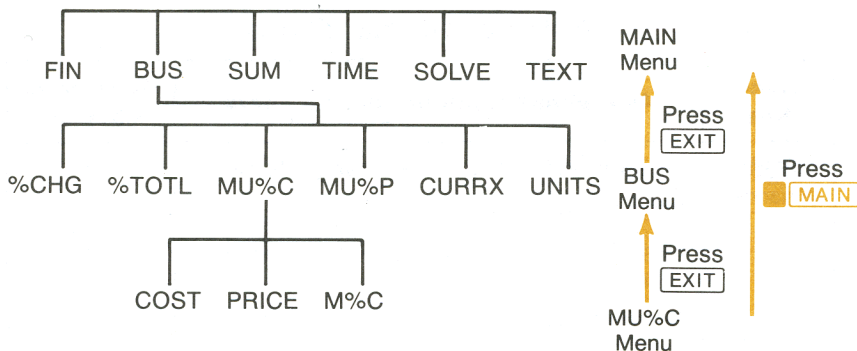 FIN BUS SUM TIME SOLVE TEXT
%CHG %TOTL MU%C MU%P CURRX UNITS
COST PRICE M%C
MAIN
Menu
Press
EXIT
BUS
Menu
Press
EXIT
MU%C
Menu
Press
MAIN